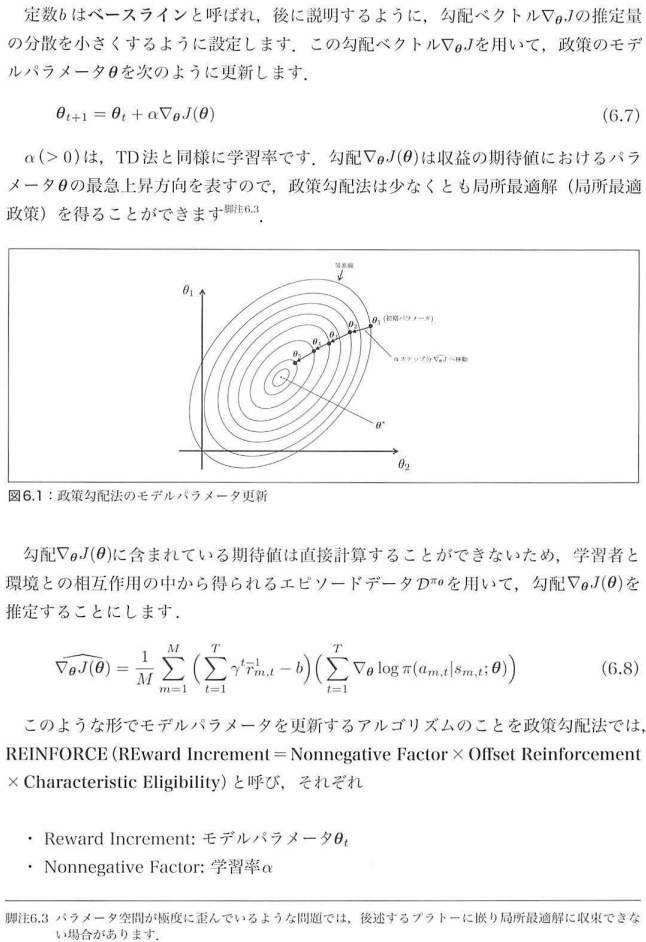 定数bはベースラインと呼ばれ，後に説明するように，勾配ベクトル∇θJの推定量
の分散を小さくするように設定します．この勾配ベクトル∇θJを用いて，政策のモデ
ルパラメータθを次のように更新します．
θt+1 = θt + α∇θJ(θ) (6.7)
α(>0)は，TD法と同様に学習率です．勾配∇θJ(θ)は収益の期待値におけるパラ
メータθの最急上昇方向を表すので，政策勾配法は少なくとも局所最適解（局所最適
政策）を得ることができます脚注6.3．
等高線
θ1
θ1 (初期パラメータ)
θ2
θ3
θ4
θ5
αステップ分∇θJへ移動
θ*
θ2
図6.1：政策勾配法のモデルパラメータ更新
勾配∇θJ(θ)に含まれている期待値は直接計算することができないため，学習者と
環境との相互作用の中から得られるエピソードデータ𝒟^πθを用いて，勾配∇θJ(θ)を
推定することにします．
\widehat{∇θJ(θ)} = 1/M ∑_{m=1}^{M} (∑_{t=1}^{T} γ^t r̄_{m,t}^{-1} − b)(∑_{t=1}^{T} ∇θ log π(a_{m,t}|s_{m,t};θ)) (6.8)
このような形でモデルパラメータを更新するアルゴリズムのことを政策勾配法では，
REINFORCE (REward Increment = Nonnegative Factor × Offset Reinforcement
× Characteristic Eligibility) と呼び，それぞれ
・ Reward Increment: モデルパラメータθt
・ Nonnegative Factor: 学習率α
脚注6.3 パラメータ空間が極度に歪んでいるような問題では，後述するプラトーに嵌り局所最適解に収束できな
い場合があります．